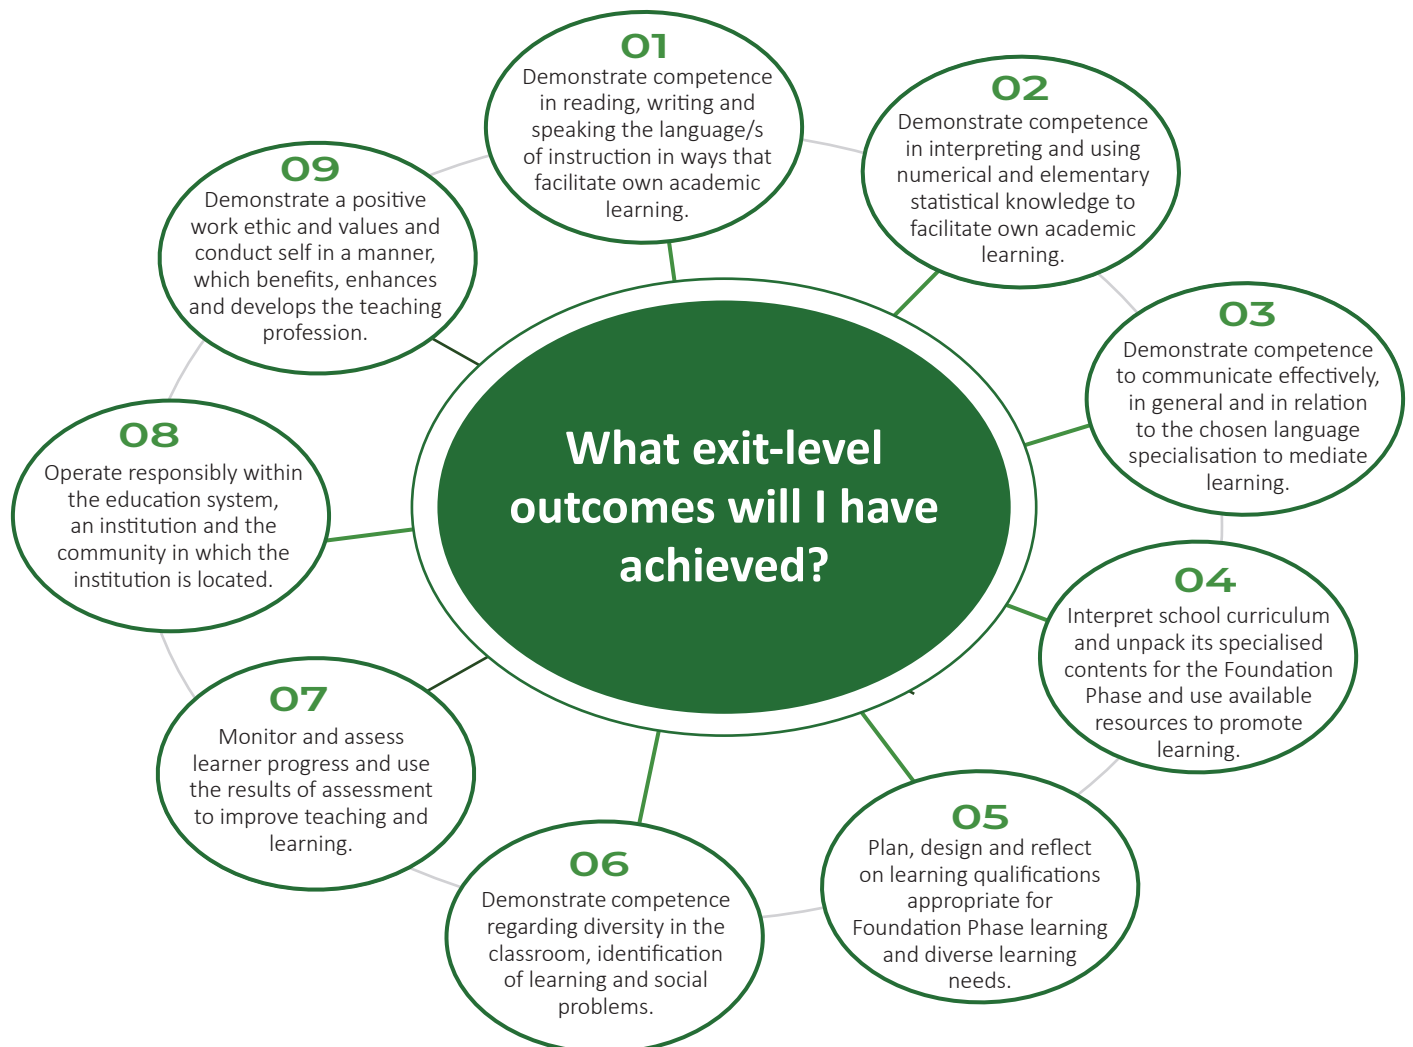 01
Demonstrate competence
in reading, writing and
speaking the language/s
of instruction in ways that
facilitate own academic
learning.
02
Demonstrate competence
in interpreting and using
numerical and elementary
statistical knowledge to
facilitate own academic
learning.
03
Demonstrate competence
to communicate effectively,
in general and in relation
to the chosen language
specialisation to mediate
learning.
04
Interpret school curriculum
and unpack its specialised
contents for the Foundation
Phase and use available
resources to promote
learning.
05
Plan, design and reflect
on learning qualifications
appropriate for
Foundation Phase learning
and diverse learning
needs.
06
Demonstrate competence
regarding diversity in the
classroom, identification
of learning and social
problems.
07
Monitor and assess
learner progress and use
the results of assessment
to improve teaching and
learning.
08
Operate responsibly within
the education system,
an institution and the
community in which the
institution is located.
09
Demonstrate a positive
work ethic and values and
conduct self in a manner,
which benefits, enhances
and develops the teaching
profession.
What exit-level
outcomes will I have
achieved?